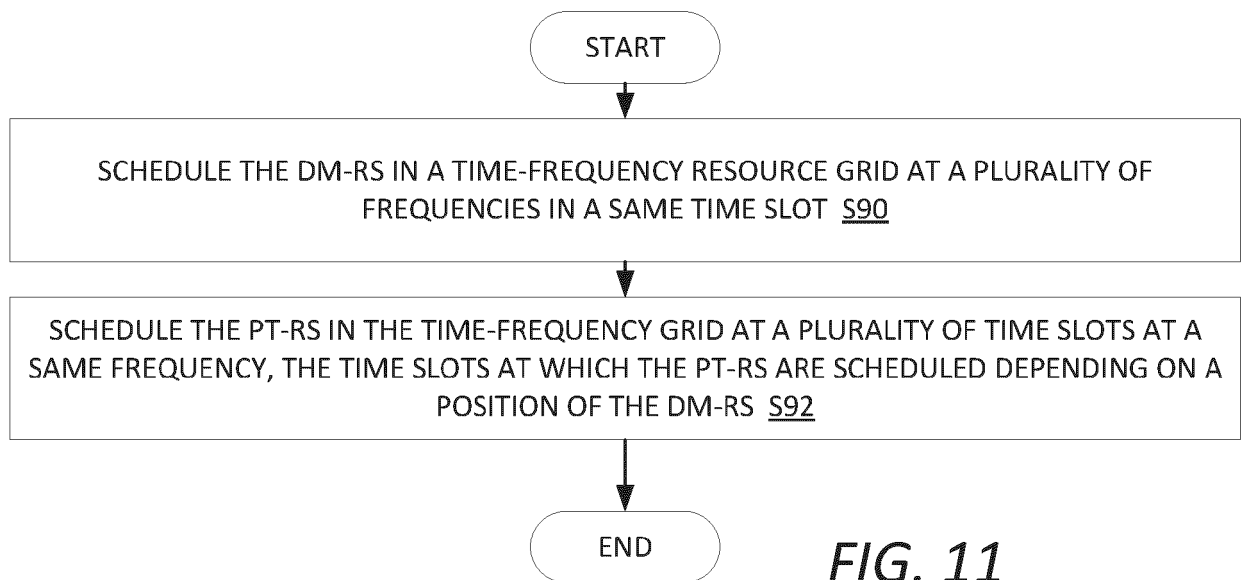 START
SCHEDULE THE DM-RS IN A TIME-FREQUENCY RESOURCE GRID AT A PLURALITY OF
FREQUENCIES IN A SAME TIME SLOT S90
SCHEDULE THE PT-RS IN THE TIME-FREQUENCY GRID AT A PLURALITY OF TIME SLOTS AT A
SAME FREQUENCY, THE TIME SLOTS AT WHICH THE PT-RS ARE SCHEDULED DEPENDING ON A
POSITION OF THE DM-RS S92
END
FIG. 11